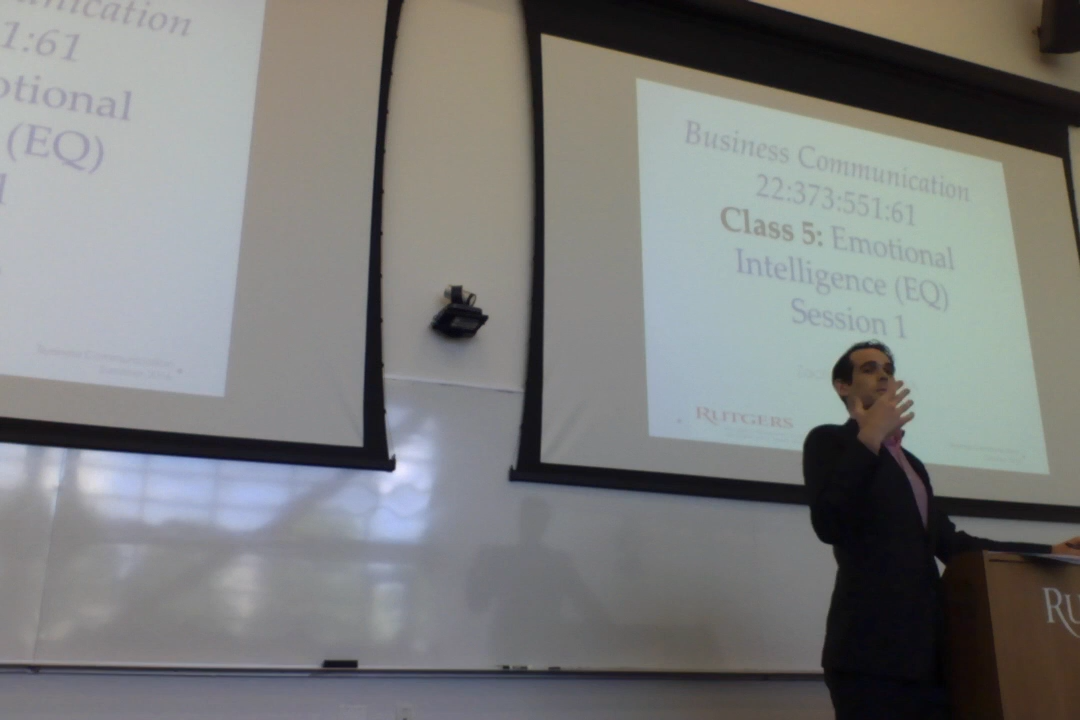 nication
1:61
otional
(EQ)
Business Communication
22:373:551:61
Class 5: Emotional
Intelligence (EQ)
Session 1
RUTGERS
RU